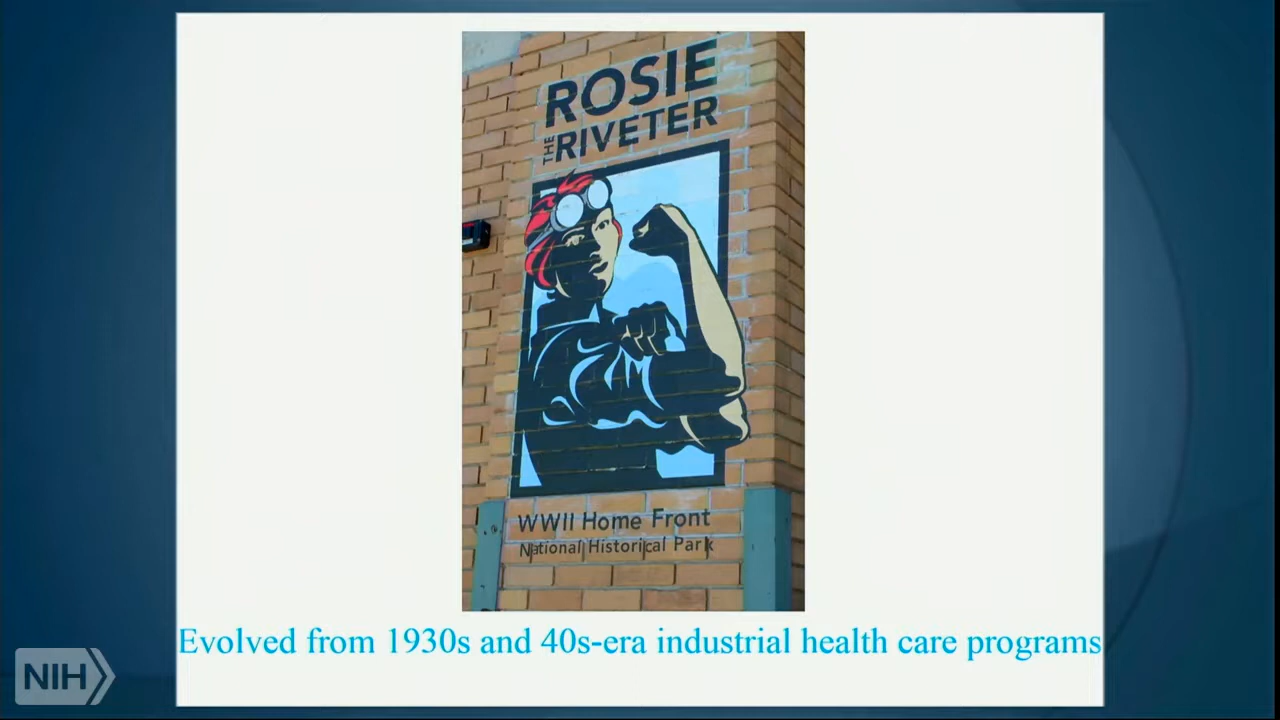 ROSIE
THE RIVETER
WWII Home Front
National Historical Park
Evolved from 1930s and 40s-era industrial health care programs
NIH